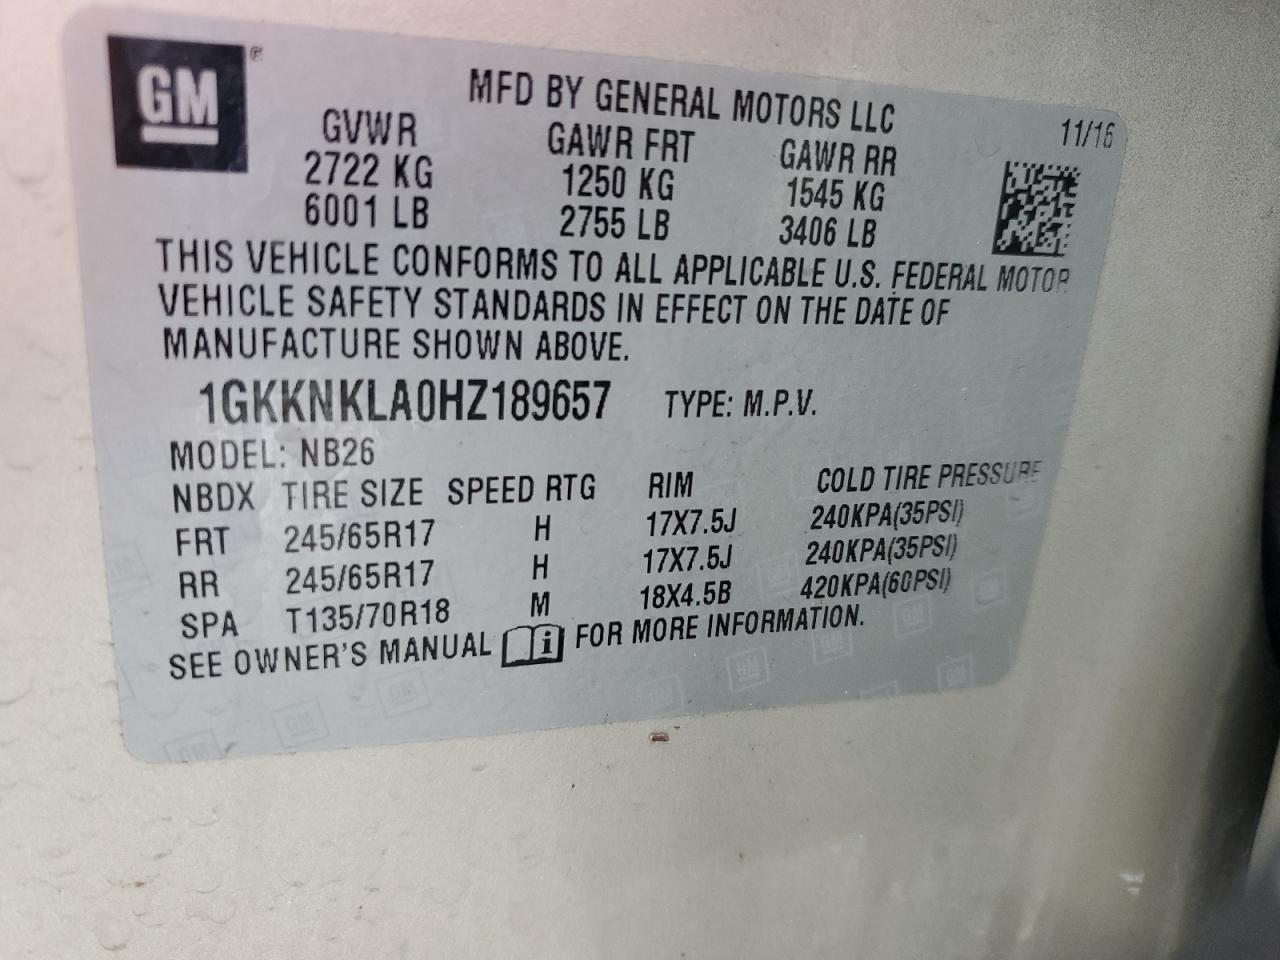 GM ®
MFD BY GENERAL MOTORS LLC
11/16
GVWR GAWR FRT GAWR RR
2722 KG 1250 KG 1545 KG
6001 LB 2755 LB 3406 LB
THIS VEHICLE CONFORMS TO ALL APPLICABLE U.S. FEDERAL MOTOR
VEHICLE SAFETY STANDARDS IN EFFECT ON THE DATE OF
MANUFACTURE SHOWN ABOVE.
1GKKNKLA0HZ189657 TYPE: M.P.V.
MODEL: NB26
NBDX TIRE SIZE SPEED RTG RIM COLD TIRE PRESSURE
FRT 245/65R17 H 17X7.5J 240KPA(35PSI)
RR 245/65R17 H 17X7.5J 240KPA(35PSI)
SPA T135/70R18 M 18X4.5B 420KPA(60PSI)
SEE OWNER'S MANUAL i FOR MORE INFORMATION.